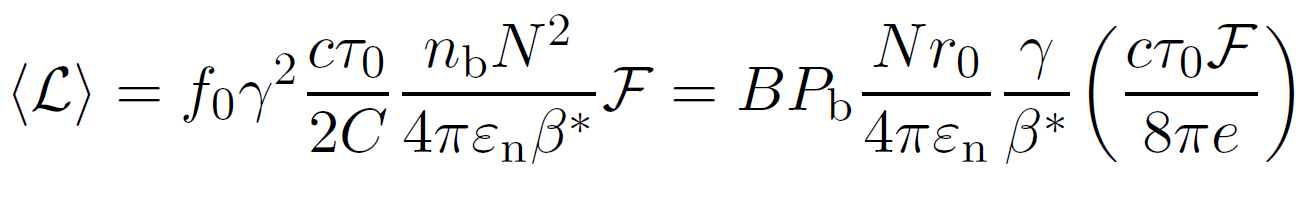 ⟨ℒ⟩ = f₀γ² (cτ₀ / 2C) (n_b N² / 4πε_n β*) ℱ = BP_b (N r₀ / 4πε_n) (γ / β*) (cτ₀ℱ / 8πe)